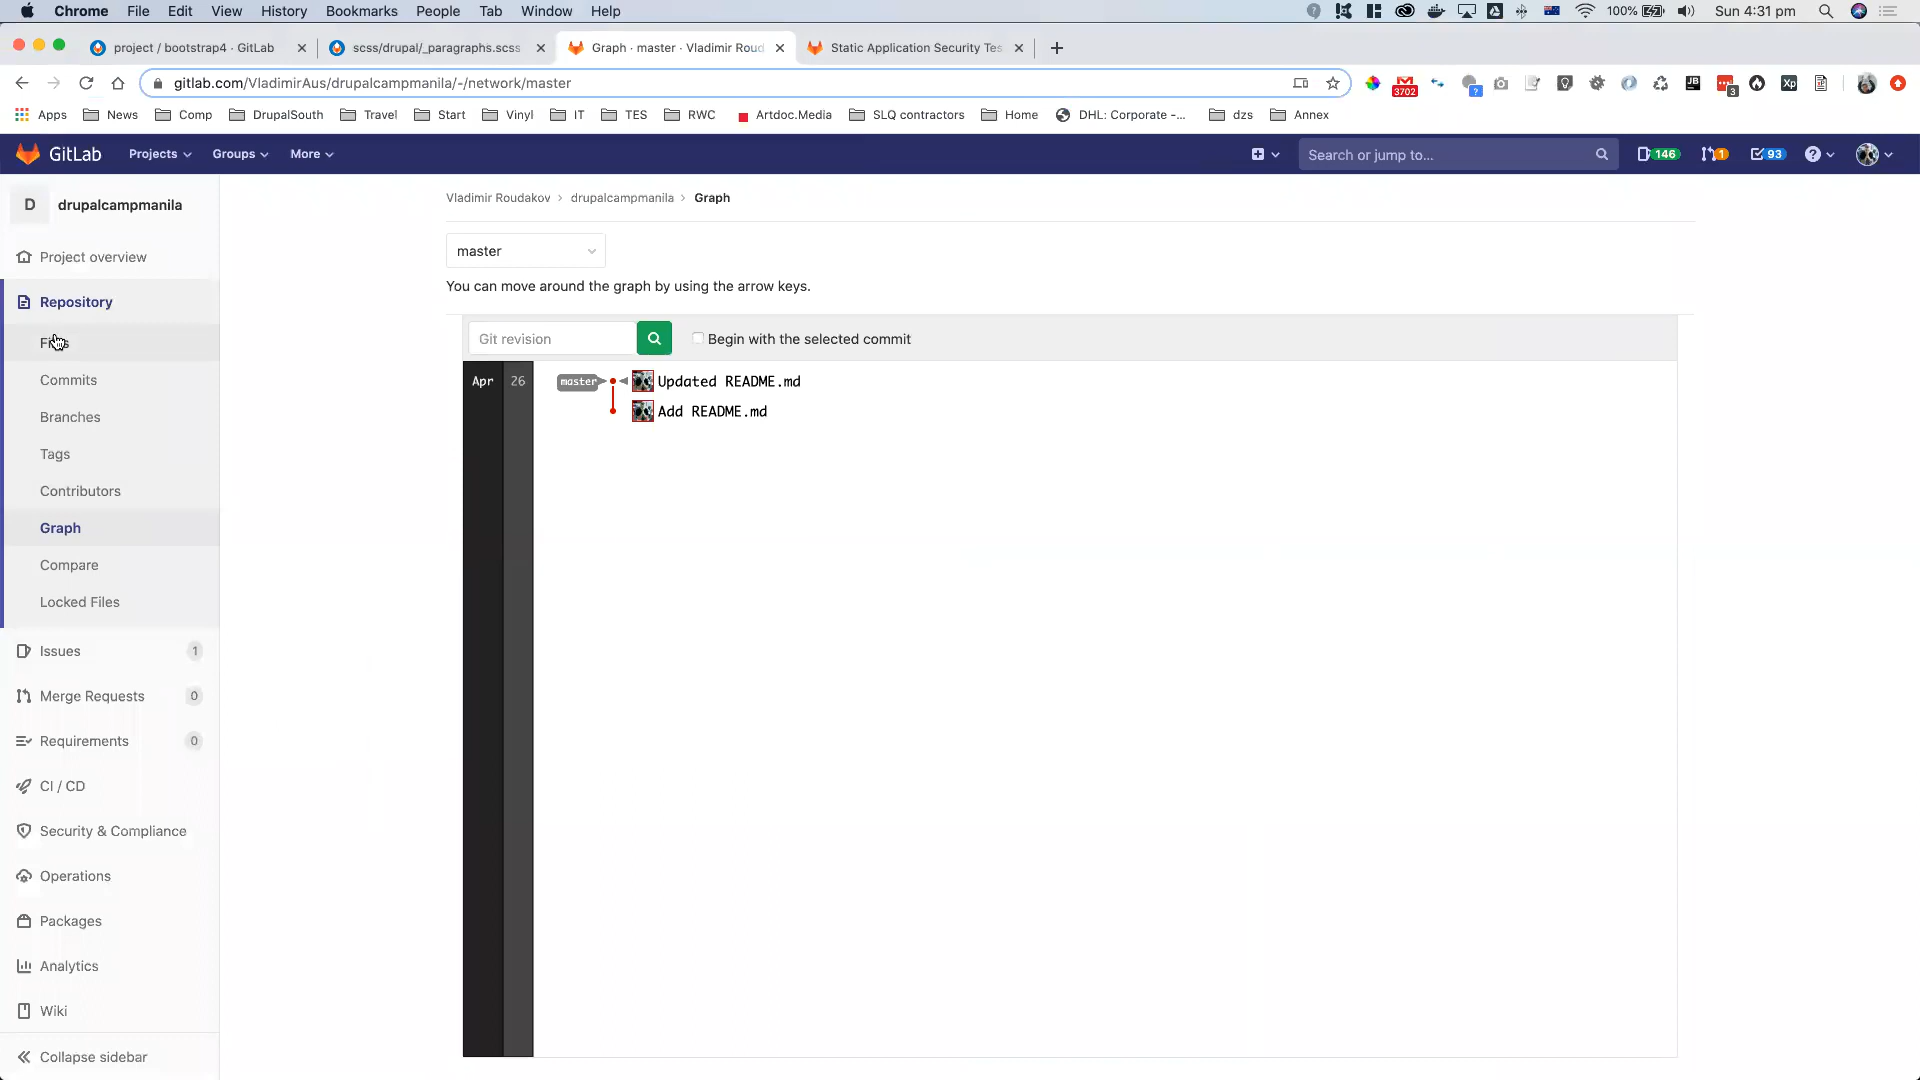 Chrome File Edit View History Bookmarks People Tab Window Help 100% Sun 4:31 pm
project / bootstrap4 · GitLab scss/drupal/_paragraphs.scss Graph · master · Vladimir Roud Static Application Security Tes
gitlab.com/VladimirAus/drupalcampmanila/-/network/master 3702 ? JB 3 Xp
Apps News Comp DrupalSouth Travel Start Vinyl IT TES RWC Artdoc.Media SLQ contractors Home DHL: Corporate -... dzs Annex
GitLab Projects Groups More Search or jump to... 146 1 93 ?
D drupalcampmanila
Vladimir Roudakov › drupalcampmanila › Graph
master
You can move around the graph by using the arrow keys.
Git revision Begin with the selected commit
Apr 26 master Updated README.md
Add README.md
Project overview
Repository
Files
Commits
Branches
Tags
Contributors
Graph
Compare
Locked Files
Issues 1
Merge Requests 0
Requirements 0
CI / CD
Security & Compliance
Operations
Packages
Analytics
Wiki
Collapse sidebar